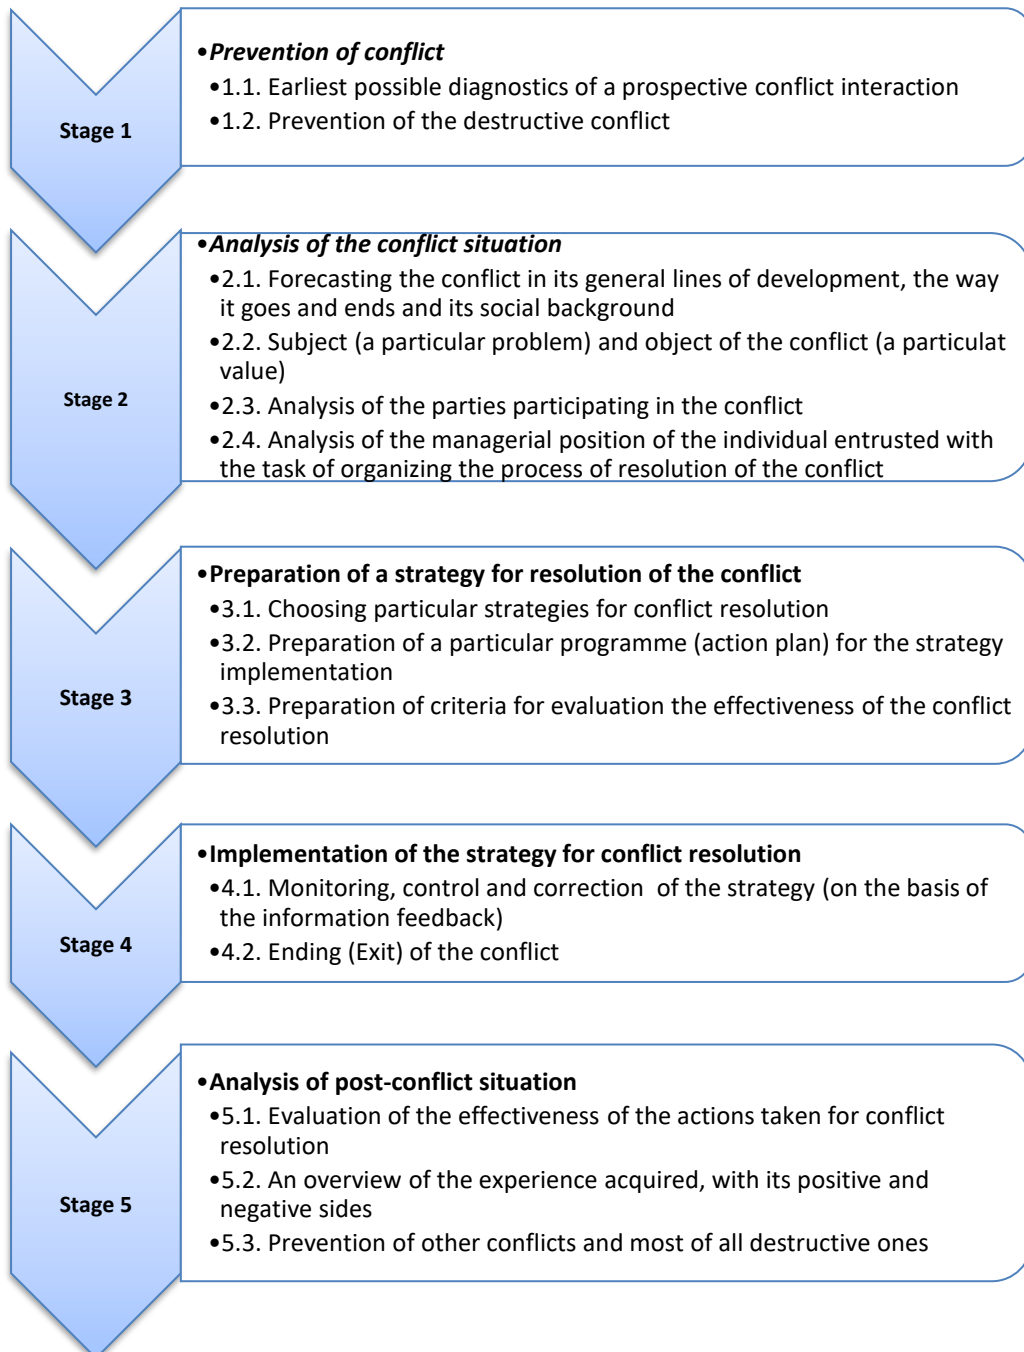 Stage 1
•Prevention of conflict
•1.1. Earliest possible diagnostics of a prospective conflict interaction
•1.2. Prevention of the destructive conflict
Stage 2
•Analysis of the conflict situation
•2.1. Forecasting the conflict in its general lines of development, the way
it goes and ends and its social background
•2.2. Subject (a particular problem) and object of the conflict (a particulat
value)
•2.3. Analysis of the parties participating in the conflict
•2.4. Analysis of the managerial position of the individual entrusted with
the task of organizing the process of resolution of the conflict
Stage 3
•Preparation of a strategy for resolution of the conflict
•3.1. Choosing particular strategies for conflict resolution
•3.2. Preparation of a particular programme (action plan) for the strategy
implementation
•3.3. Preparation of criteria for evaluation the effectiveness of the conflict
resolution
Stage 4
•Implementation of the strategy for conflict resolution
•4.1. Monitoring, control and correction  of the strategy (on the basis of
the information feedback)
•4.2. Ending (Exit) of the conflict
Stage 5
•Analysis of post-conflict situation
•5.1. Evaluation of the effectiveness of the actions taken for conflict
resolution
•5.2. An overview of the experience acquired, with its positive and
negative sides
•5.3. Prevention of other conflicts and most of all destructive ones